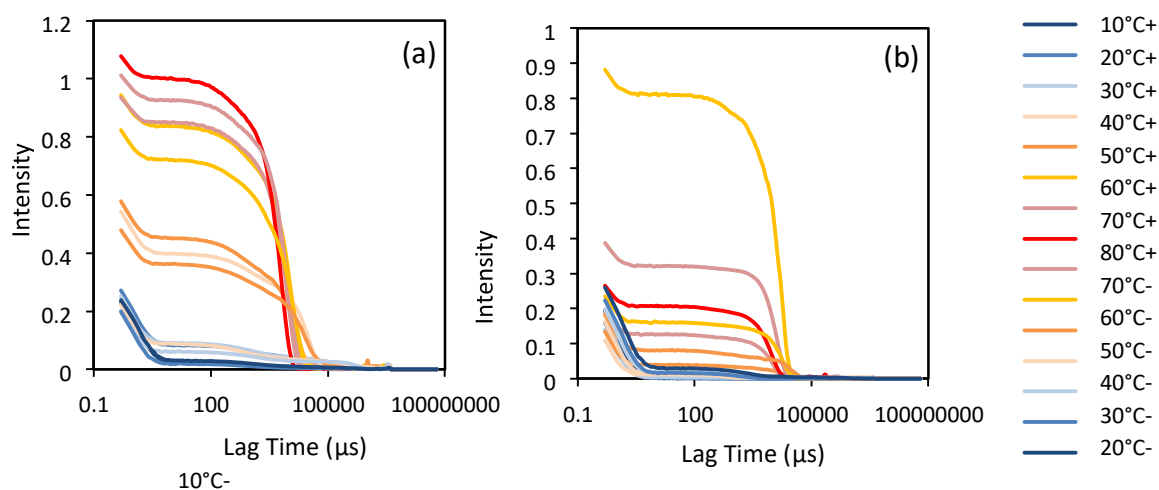 (a)
1.2
1
0.8
0.6
0.4
0.2
0
Intensity
0.1
100
100000
100000000
Lag Time (µs)
10°C-
(b)
1
0.9
0.8
0.7
0.6
0.5
0.4
0.3
0.2
0.1
0
Intensity
0.1
100
100000
100000000
Lag Time (µs)
10°C+
20°C+
30°C+
40°C+
50°C+
60°C+
70°C+
80°C+
70°C-
60°C-
50°C-
40°C-
30°C-
20°C-